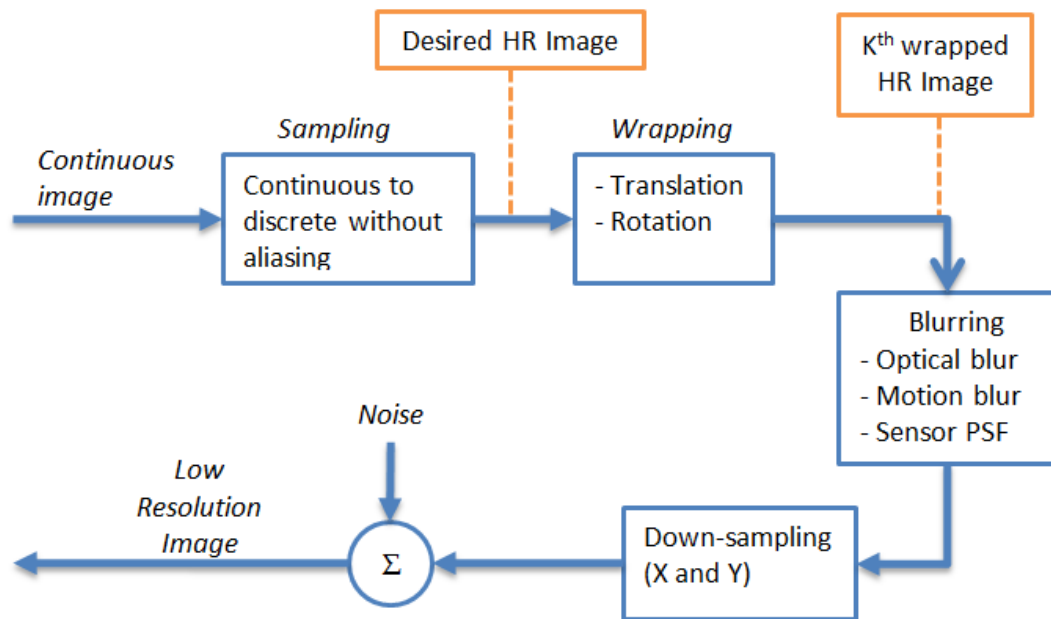 Desired HR Image
Kᵗʰ wrapped
HR Image
Sampling
Wrapping
Continuous
image
Continuous to
discrete without
aliasing
- Translation
- Rotation
Blurring
- Optical blur
- Motion blur
- Sensor PSF
Noise
Low
Resolution
Image
Σ
Down-sampling
(X and Y)